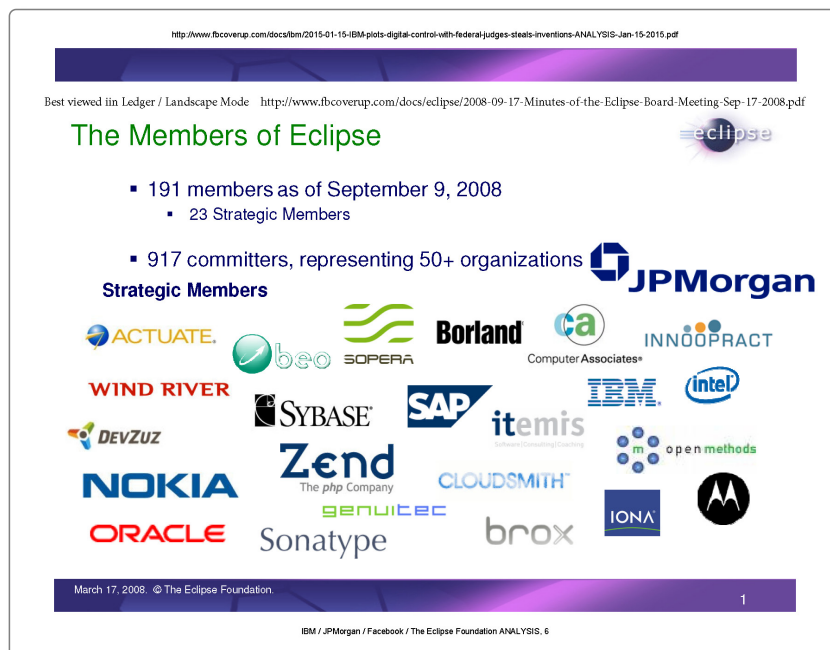 http://www.fbcoverup.com/docs/ibm/2015-01-15-IBM-plots-digital-control-with-federal-judges-steals-inventions-ANALYSIS-Jan-15-2015.pdf
Best viewed iin Ledger / Landscape Mode http://www.fbcoverup.com/docs/eclipse/2008-09-17-Minutes-of-the-Eclipse-Board-Meeting-Sep-17-2008.pdf
The Members of Eclipse
eclipse
▪ 191 members as of September 9, 2008
▪ 23 Strategic Members
▪ 917 committers, representing 50+ organizations
JPMorgan
Strategic Members
ACTUATE.
beo
SOPERA
Borland
ca
Computer Associates®
INNOOPRACT
WIND RIVER
SYBASE®
SAP
itemis
Software|Consulting|Coaching
IBM®
intel
DEVZUZ
Zend
The php Company
m
open methods
NOKIA
CLOUDSMITH™
genuitec
IONA
ORACLE
Sonatype
brox
March 17, 2008. © The Eclipse Foundation.
1
IBM / JPMorgan / Facebook / The Eclipse Foundation ANALYSIS, 6